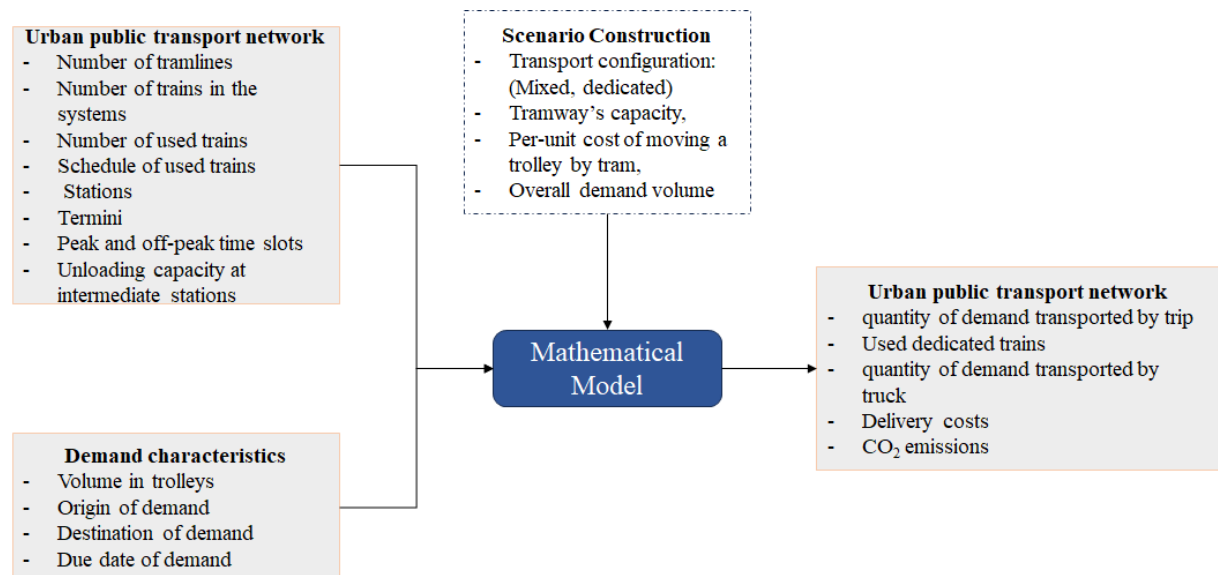 Urban public transport network
- Number of tramlines
- Number of trains in the
systems
- Number of used trains
- Schedule of used trains
- Stations
- Termini
- Peak and off-peak time slots
- Unloading capacity at
intermediate stations
Scenario Construction
- Transport configuration:
(Mixed, dedicated)
- Tramway's capacity,
- Per-unit cost of moving a
trolley by tram,
- Overall demand volume
Mathematical
Model
Demand characteristics
- Volume in trolleys
- Origin of demand
- Destination of demand
- Due date of demand
Urban public transport network
- quantity of demand transported by trip
- Used dedicated trains
- quantity of demand transported by
truck
- Delivery costs
- CO₂ emissions